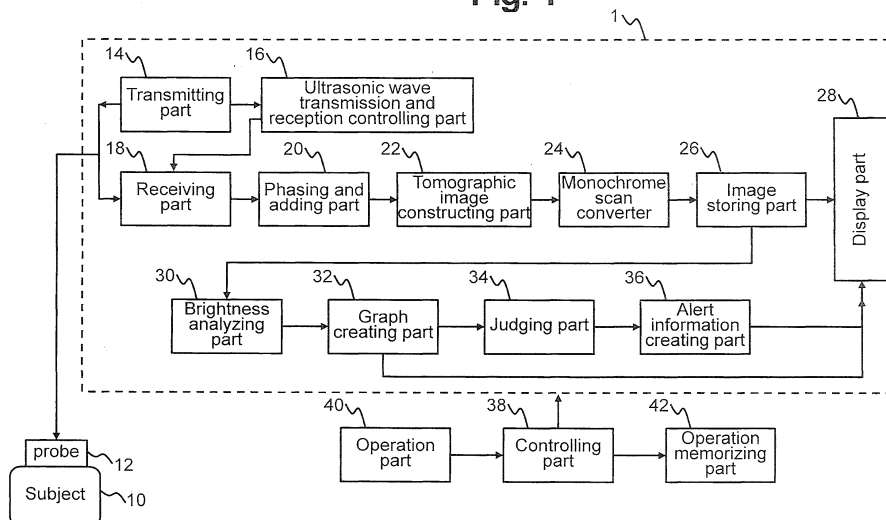 1
14
16
Transmitting
part
Ultrasonic wave
transmission and
reception controlling part
28
18
20
22
24
26
Receiving
part
Phasing and
adding part
Tomographic
image
constructing part
Monochrome
scan
converter
Image
storing part
Display part
30
32
34
36
Brightness
analyzing
part
Graph
creating part
Judging part
Alert
information
creating part
40
38
42
Operation
part
Controlling
part
Operation
memorizing
part
probe
12
Subject
10